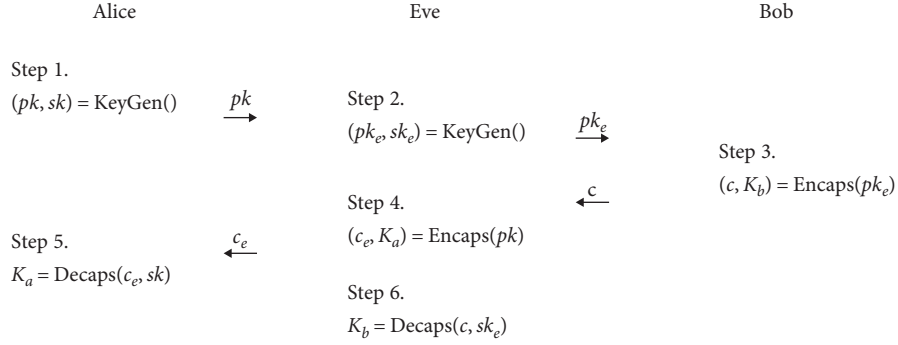 Alice Eve Bob
Step 1.
(pk, sk) = KeyGen()
pk
Step 2.
(pk_e, sk_e) = KeyGen()
pk_e
Step 3.
(c, K_b) = Encaps(pk_e)
c
Step 4.
(c_e, K_a) = Encaps(pk)
c_e
Step 5.
K_a = Decaps(c_e, sk)
Step 6.
K_b = Decaps(c, sk_e)